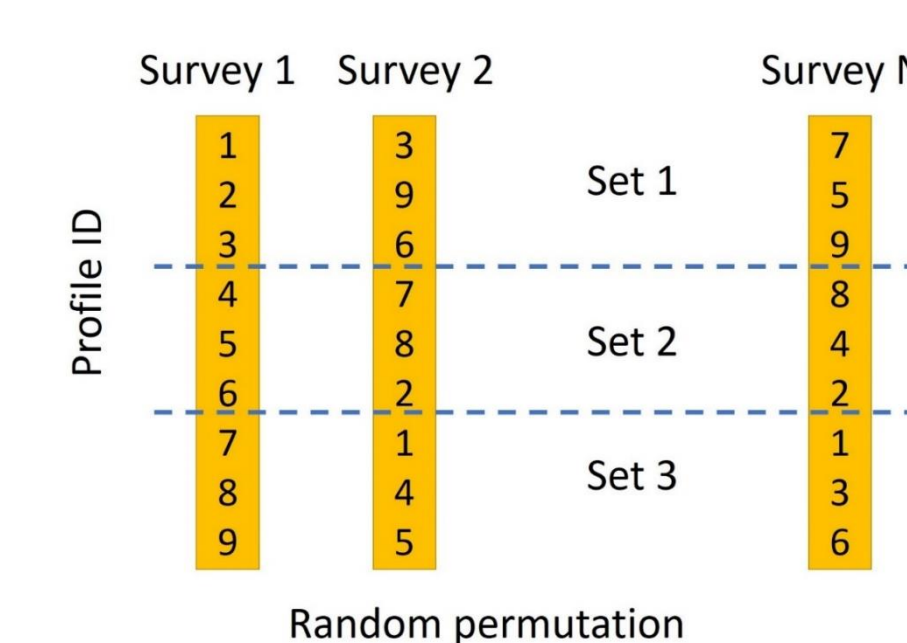 Survey 1 Survey 2 Survey
Profile ID
1 3 7
2 9 Set 1 5
3 6 9
4 7 8
5 8 Set 2 4
6 2 2
7 1 1
8 4 Set 3 3
9 5 6
Random permutation